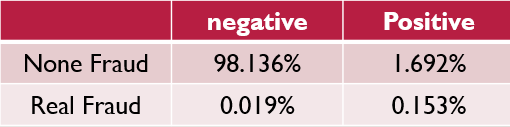 negative Positive
None Fraud 98.136% 1.692%
Real Fraud 0.019% 0.153%